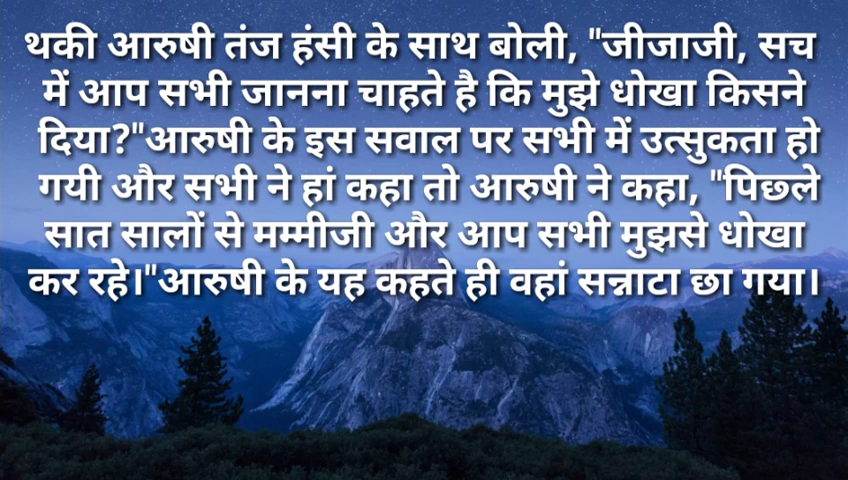 थकी आरुषी तंज हंसी के साथ बोली, "जीजाजी, सच
में आप सभी जानना चाहते है कि मुझे धोखा किसने
दिया?"आरुषी के इस सवाल पर सभी में उत्सुकता हो
गयी और सभी ने हां कहा तो आरुषी ने कहा, "पिछले
सात सालों से मम्मीजी और आप सभी मुझसे धोखा
कर रहे।"आरुषी के यह कहते ही वहां सन्नाटा छा गया।